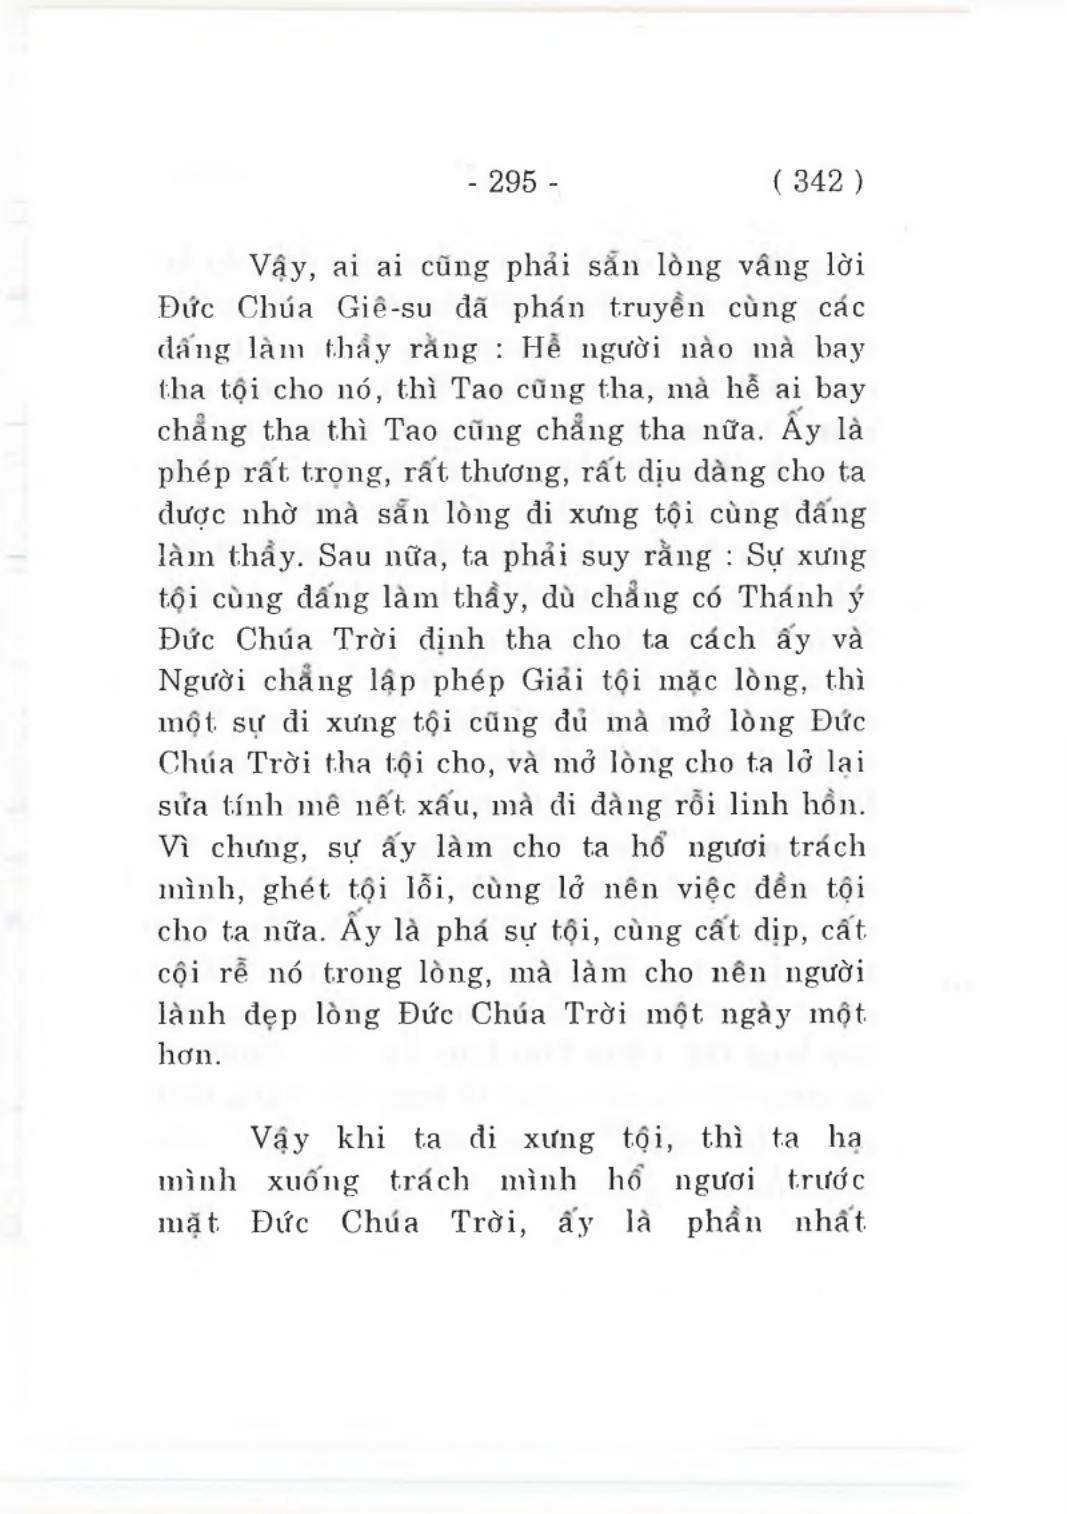 - 295 - ( 342 )
Vậy, ai ai cũng phải sẵn lòng vâng lời
Đức Chúa Giê-su đã phán truyền cùng các
đấng làm thầy rằng : Hễ người nào mà bay
tha tội cho nó, thì Tao cũng tha, mà hễ ai bay
chẳng tha thì Tao cũng chẳng tha nữa. Ấy là
phép rất trọng, rất thương, rất dịu dàng cho ta
được nhờ mà sẵn lòng đi xưng tội cùng đấng
làm thầy. Sau nữa, ta phải suy rằng : Sự xưng
tội cùng đấng làm thầy, dù chẳng có Thánh ý
Đức Chúa Trời định tha cho ta cách ấy và
Người chẳng lập phép Giải tội mặc lòng, thì
một sự đi xưng tội cũng đủ mà mở lòng Đức
Chúa Trời tha tội cho, và mở lòng cho ta lở lại
sửa tính mê nết xấu, mà đi đàng rỗi linh hồn.
Vì chưng, sự ấy làm cho ta hổ ngươi trách
mình, ghét tội lỗi, cùng lở nên việc đền tội
cho ta nữa. Ấy là phá sự tội, cùng cất dịp, cất
cội rễ nó trong lòng, mà làm cho nên người
lành đẹp lòng Đức Chúa Trời một ngày một
hơn.
Vậy khi ta đi xưng tội, thì ta hạ
mình xuống trách mình hổ ngươi trước
mặt Đức Chúa Trời, ấy là phần nhất